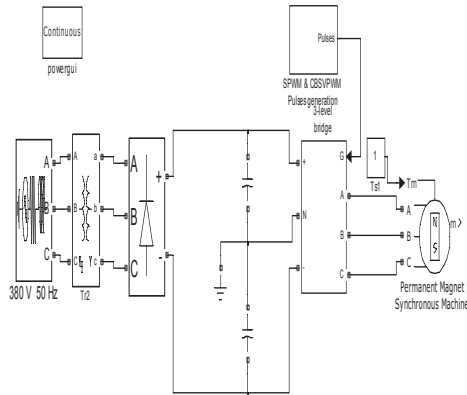 Continuous
powergui
Pulses
SPWM & CBSVPWM
Pulses generation
3-level
bridge
A
B
C
380 V 50 Hz
A
B
C
a
b
c
Y
Tr2
A
B
C
+
-
+
N
-
G
A
B
C
1
Ts1
Tm
A
B
C
N
S
m
Permanent Magnet
Synchronous Machine